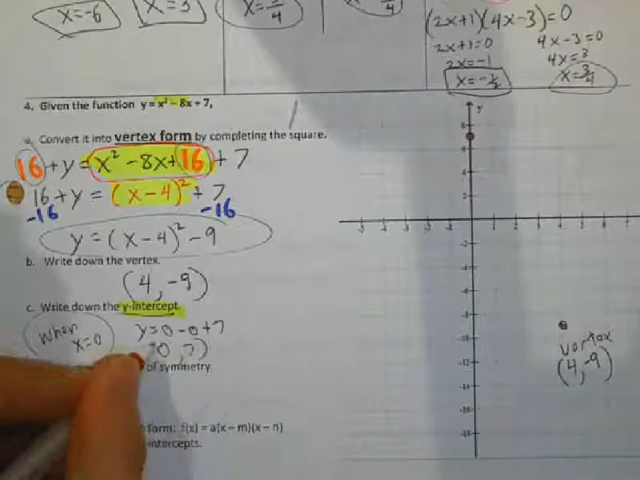 x=-6
x=3
(2x+1)(4x-3)=0
2x+1=0 4x-3=0
2x=-1 4x=3
x=-1/2 x=3/4
4. Given the function y = x² – 8x + 7,
a. Convert it into vertex form by completing the square.
16+y=x²-8x+16+7
16+y=(x-4)²+7
-16 -16
y=(x-4)²-9
b. Write down the vertex.
(4,-9)
c. Write down the y-intercept.
when x=0
y=0-0+7
0,7)
of symmetry.
form: f(x) = a(x – m)(x – n)
intercepts.
y
vertex
(4,-9)